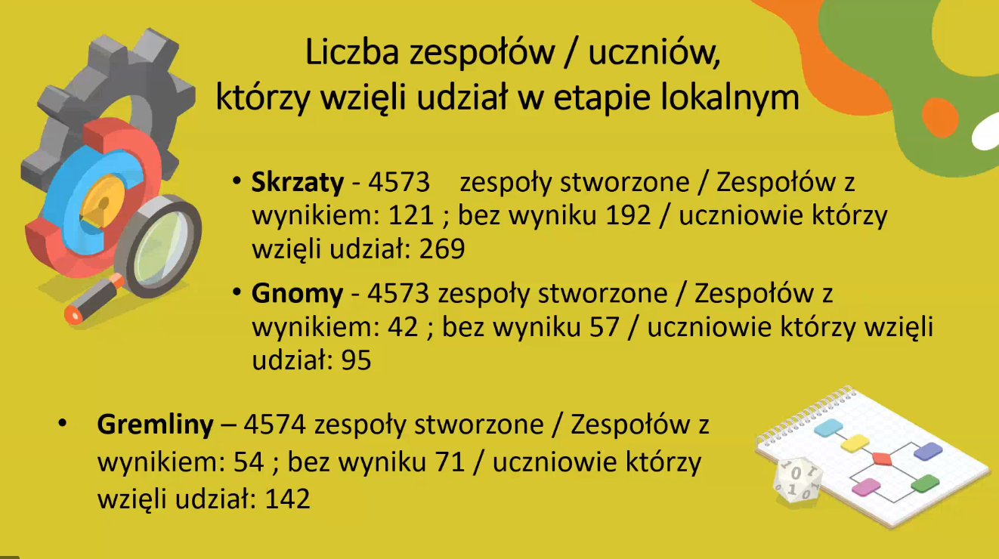 Liczba zespołów / uczniów,
którzy wzięli udział w etapie lokalnym
• Skrzaty - 4573 zespoły stworzone / Zespołów z
wynikiem: 121 ; bez wyniku 192 / uczniowie którzy
wzięli udział: 269
• Gnomy - 4573 zespoły stworzone / Zespołów z
wynikiem: 42 ; bez wyniku 57 / uczniowie którzy wzięli
udział: 95
• Gremliny – 4574 zespoły stworzone / Zespołów z
wynikiem: 54 ; bez wyniku 71 / uczniowie którzy
wzięli udział: 142